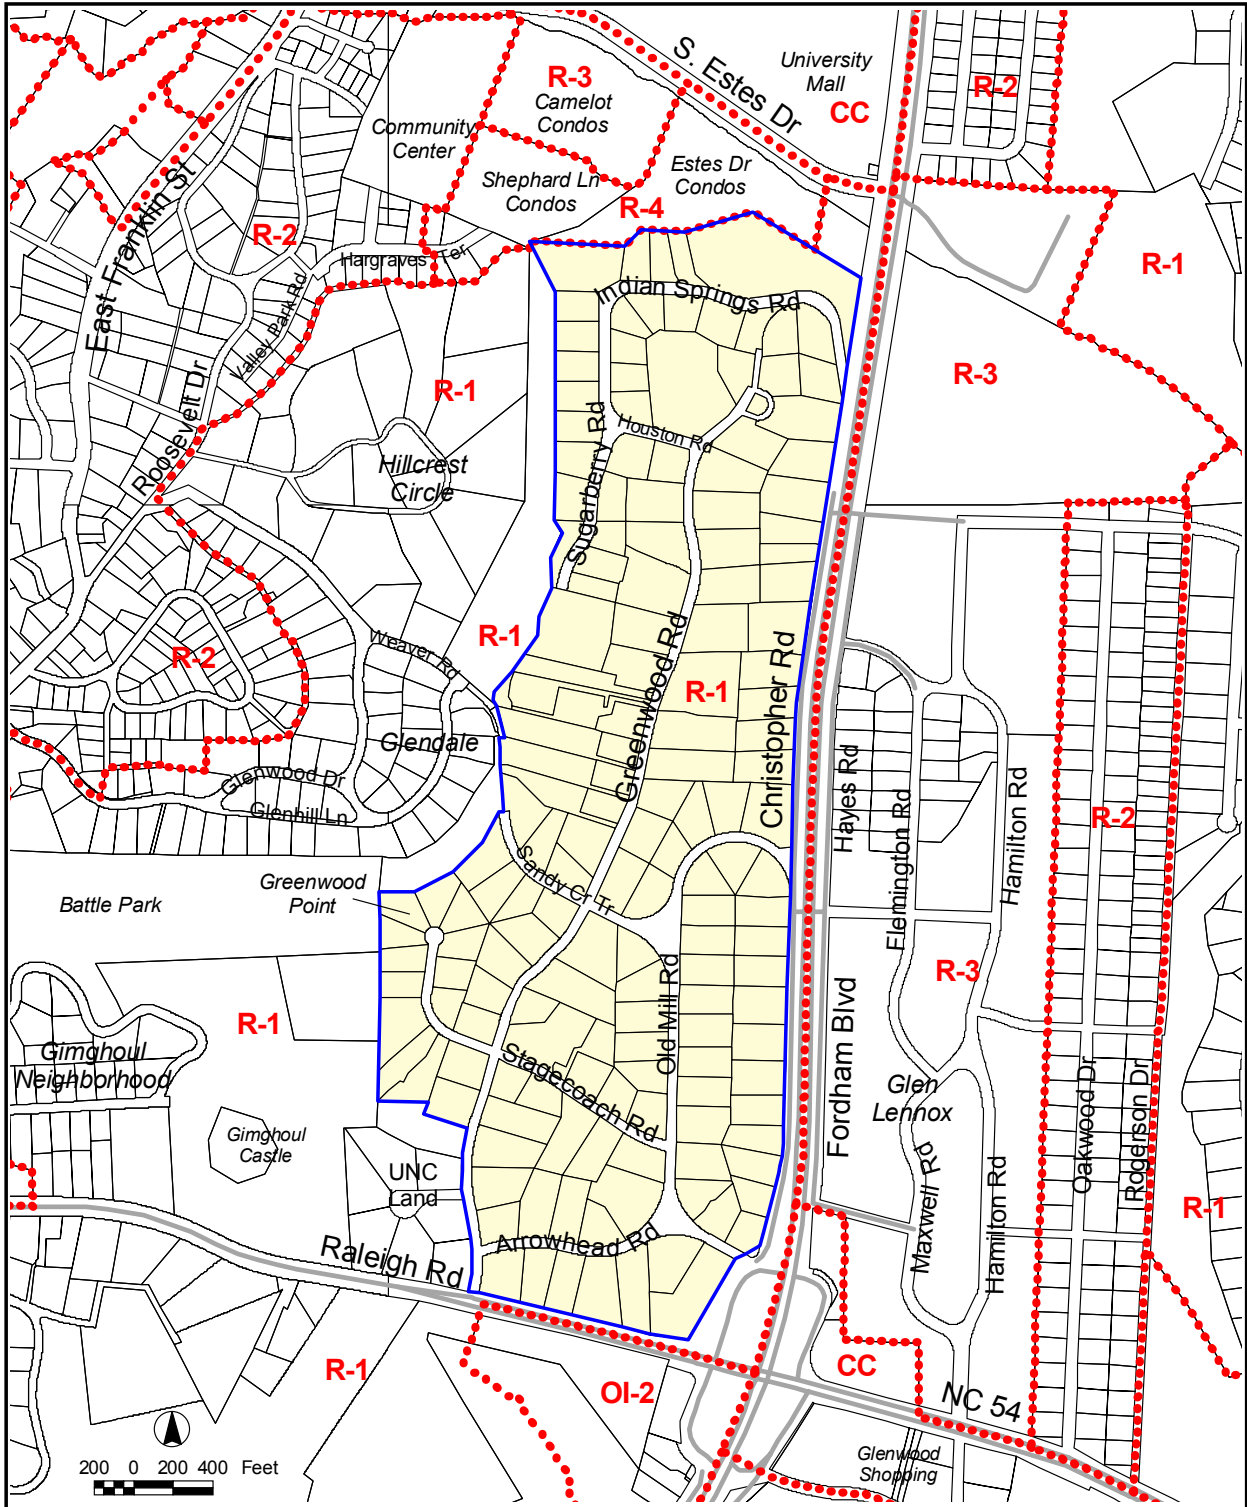 S. Estes Dr
University
Mall
CC
R-2
R-3
Camelot
Condos
Community
Center
Shephard Ln
Condos
Estes Dr
Condos
R-4
East Franklin St
R-2
Hargraves Ter
Valley Park Rd
R-1
Indian Springs Rd
R-3
R-1
Roosevelt Dr
Hillcrest
Circle
Sugarberry Rd
Houston Rd
R-1
Weaver Rd
R-2
Greenwood Rd
R-1
Christopher Rd
Glendale
Glenwood Dr
Glenhill Ln
Hayes Rd
Flemington Rd
Hamilton Rd
R-2
Battle Park
Greenwood
Point
Sandy Cr Tr
R-3
R-1
Old Mill Rd
Fordham Blvd
Gimghoul
Neighborhood
Stagecoach Rd
Glen
Lennox
Oakwood Dr
Rogerson Dr
Gimghoul
Castle
UNC
Land
Maxwell Rd
Hamilton Rd
R-1
Arrowhead Rd
Raleigh Rd
R-1
OI-2
CC
NC 54
Glenwood
Shopping
200 0 200 400 Feet